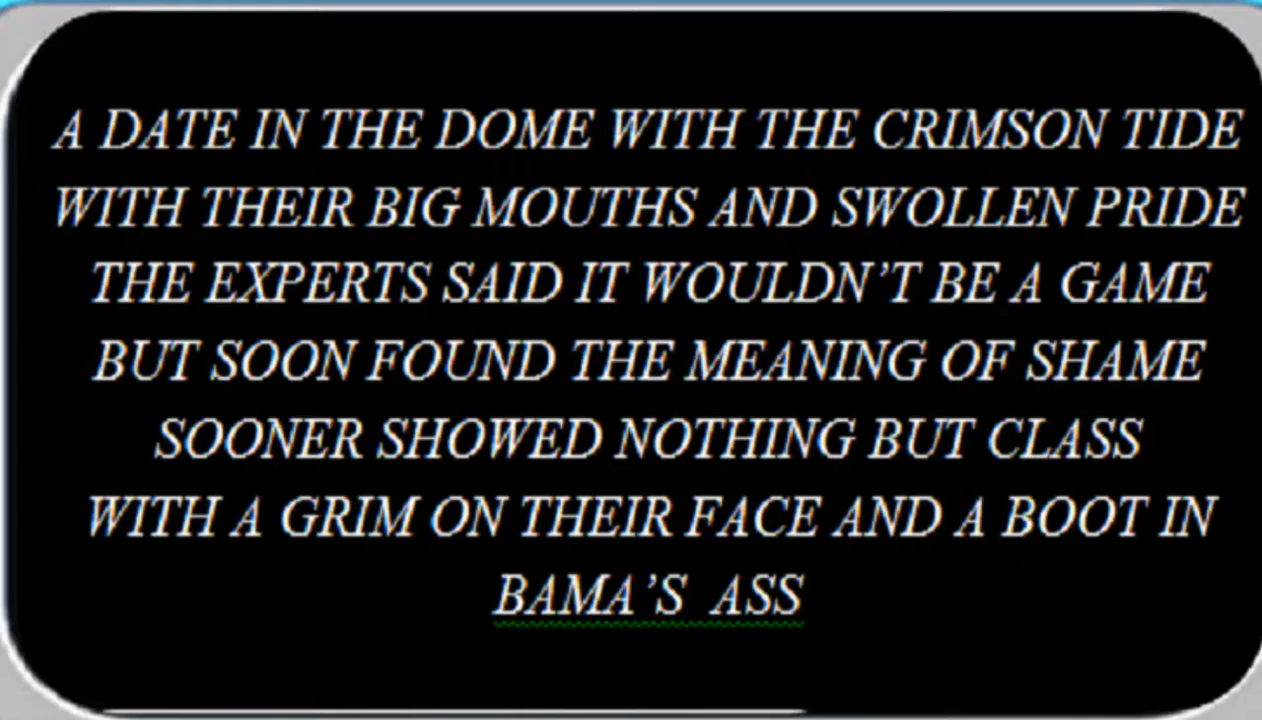 A DATE IN THE DOME WITH THE CRIMSON TIDE
WITH THEIR BIG MOUTHS AND SWOLLEN PRIDE
THE EXPERTS SAID IT WOULDN’T BE A GAME
BUT SOON FOUND THE MEANING OF SHAME
SOONER SHOWED NOTHING BUT CLASS
WITH A GRIM ON THEIR FACE AND A BOOT IN
BAMA’S  ASS